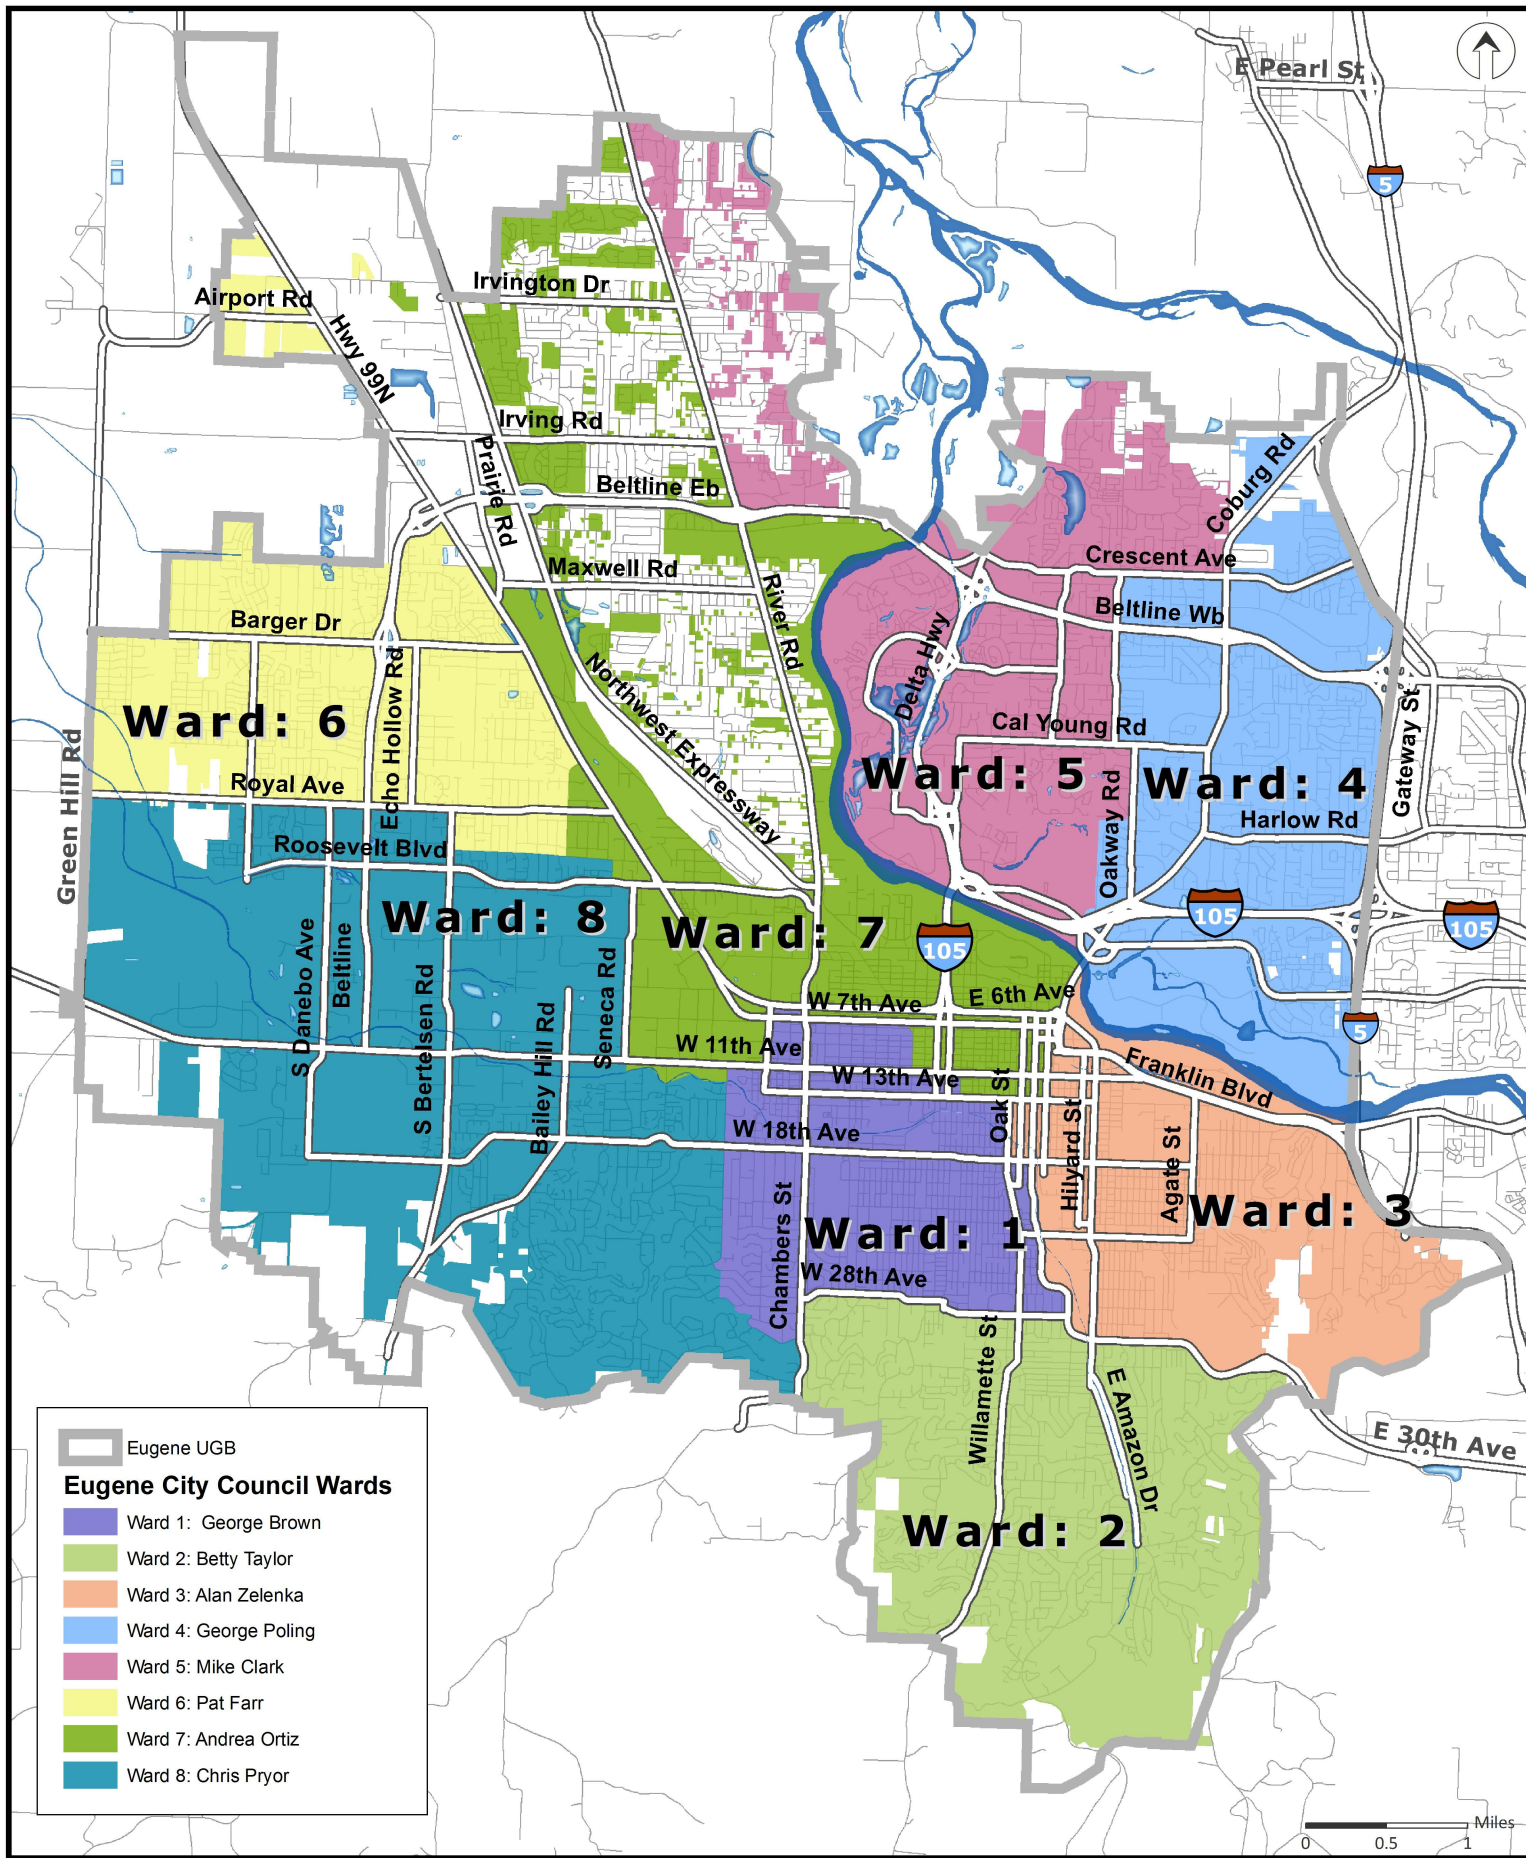 E Pearl St
5
Irvington Dr
Airport Rd
Hwy 99N
Irving Rd
Prairie Rd
Beltline Eb
Coburg Rd
Crescent Ave
Maxwell Rd
River Rd
Beltline Wb
Barger Dr
Delta Hwy
Northwest Expressway
Echo Hollow Rd
Gateway St
Ward: 6
Cal Young Rd
Green Hill Rd
Ward: 5
Ward: 4
Royal Ave
Oakway Rd
Harlow Rd
Roosevelt Blvd
Ward: 8
Ward: 7
105
105
105
S Danebo Ave
Beltline
S Bertelsen Rd
Bailey Hill Rd
Seneca Rd
W 7th Ave
E 6th Ave
5
W 11th Ave
W 13th Ave
Franklin Blvd
Oak St
Hilyard St
W 18th Ave
Agate St
Chambers St
Ward: 1
Ward: 3
W 28th Ave
Willamette St
E Amazon Dr
E 30th Ave
Ward: 2
Eugene UGB
Eugene City Council Wards
Ward 1: George Brown
Ward 2: Betty Taylor
Ward 3: Alan Zelenka
Ward 4: George Poling
Ward 5: Mike Clark
Ward 6: Pat Farr
Ward 7: Andrea Ortiz
Ward 8: Chris Pryor
Miles
0 0.5 1